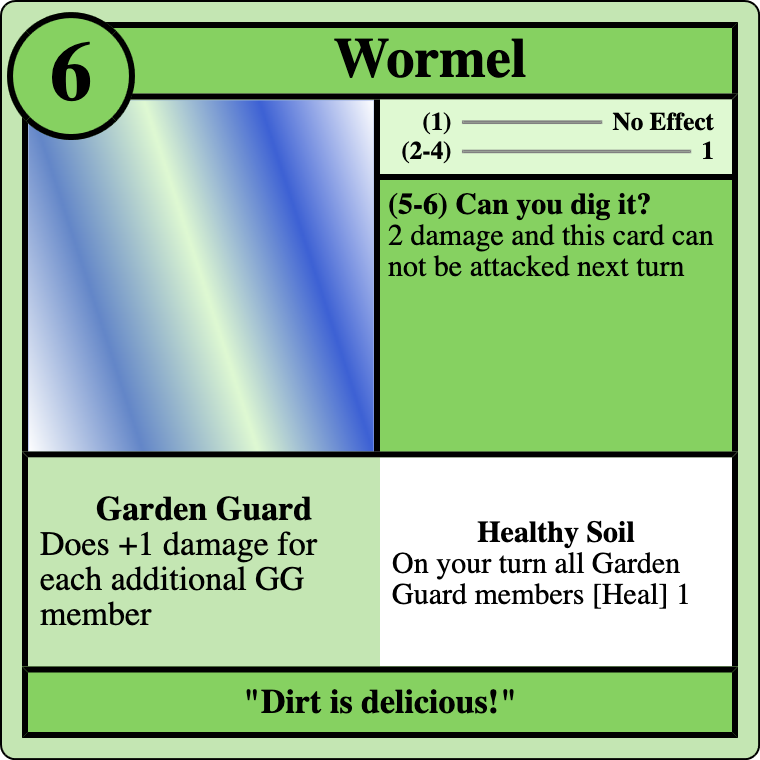 6
Wormel
(1) No Effect
(2-4) 1
(5-6) Can you dig it?
2 damage and this card can
not be attacked next turn
Garden Guard
Does +1 damage for
each additional GG
member
Healthy Soil
On your turn all Garden
Guard members [Heal] 1
"Dirt is delicious!"